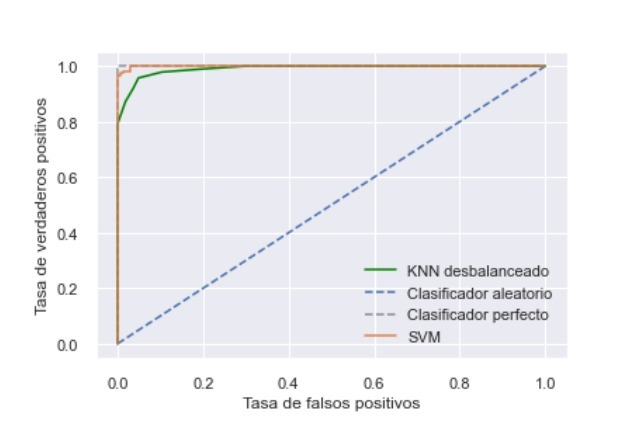 1.0
0.8
0.6
0.4
0.2
0.0
Tasa de verdaderos positivos
KNN desbalanceado
Clasificador aleatorio
Clasificador perfecto
SVM
0.0 0.2 0.4 0.6 0.8 1.0
Tasa de falsos positivos